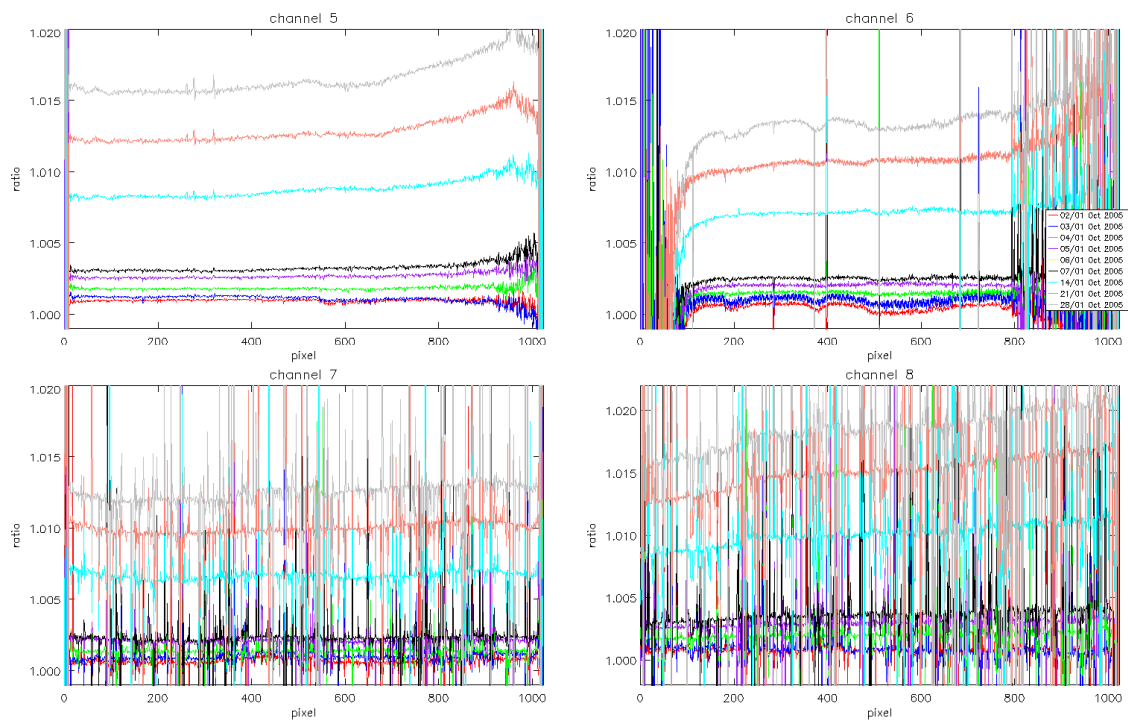 channel 5
1.020
1.015
1.010
1.005
1.000
ratio
0 200 400 600 800 1000
pixel
channel 6
1.020
1.015
1.010
1.005
1.000
ratio
0 200 400 600 800 1000
pixel
02/01 Oct 2005
03/01 Oct 2005
04/01 Oct 2005
05/01 Oct 2005
06/01 Oct 2005
07/01 Oct 2005
14/01 Oct 2005
21/01 Oct 2005
28/01 Oct 2005
channel 7
1.020
1.015
1.010
1.005
1.000
ratio
0 200 400 600 800 1000
pixel
channel 8
1.020
1.015
1.010
1.005
1.000
ratio
0 200 400 600 800 1000
pixel